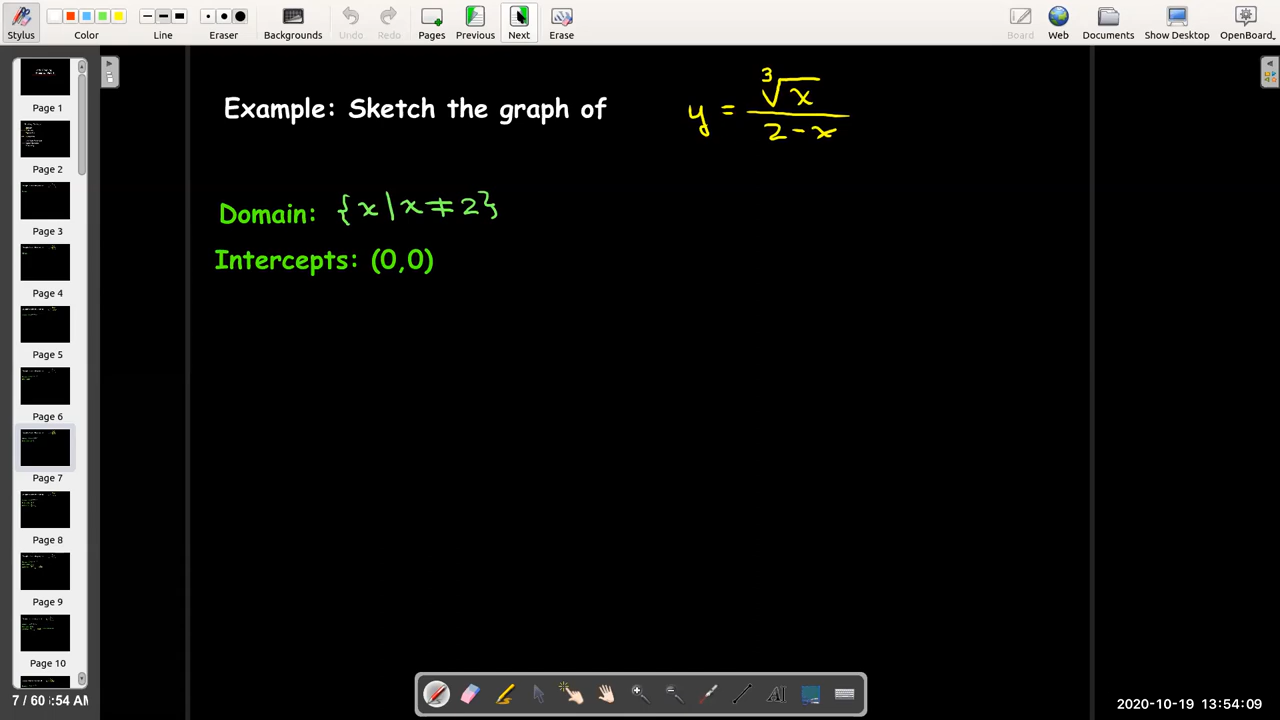 Stylus Color Line Eraser Backgrounds Undo Redo Pages Previous Next Erase Board Web Documents Show Desktop OpenBoard
Example: Sketch the graph of y = ∛x / (2 - x)
Domain: {x | x ≠ 2}
Intercepts: (0,0)
Page 1
Page 2
Page 3
Page 4
Page 5
Page 6
Page 7
Page 8
Page 9
Page 10
7 / 60 :54 AM
2020-10-19 13:54:09